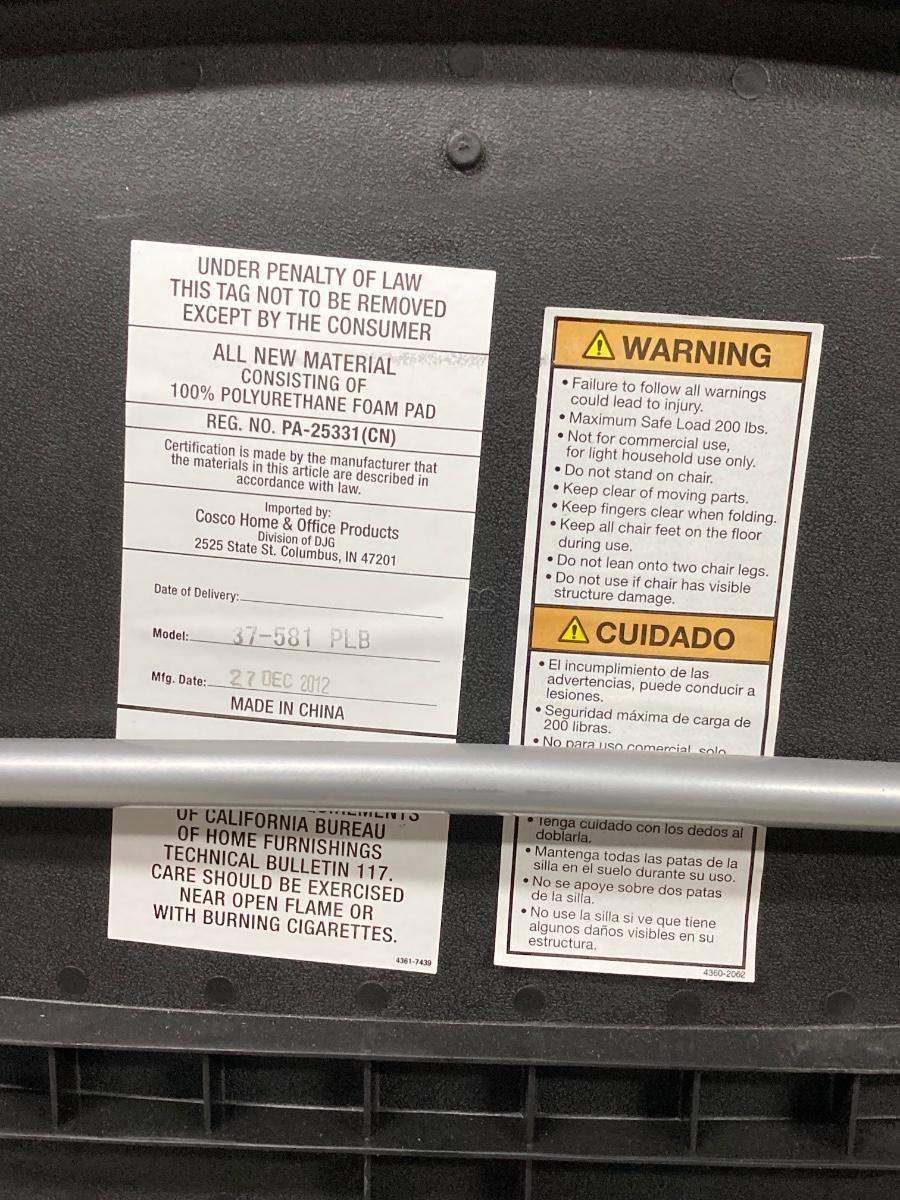 UNDER PENALTY OF LAW
THIS TAG NOT TO BE REMOVED
EXCEPT BY THE CONSUMER
ALL NEW MATERIAL
CONSISTING OF
100% POLYURETHANE FOAM PAD
REG. NO. PA-25331(CN)
Certification is made by the manufacturer that
the materials in this article are described in
accordance with law.
Imported by:
Cosco Home & Office Products
Division of DJG
2525 State St. Columbus, IN 47201
Date of Delivery:
Model: 37-581 PLB
Mfg. Date: 27 DEC 2012
MADE IN CHINA
OF CALIFORNIA BUREAU
OF HOME FURNISHINGS
TECHNICAL BULLETIN 117.
CARE SHOULD BE EXERCISED
NEAR OPEN FLAME OR
WITH BURNING CIGARETTES.
4361-7439
WARNING
• Failure to follow all warnings
could lead to injury.
• Maximum Safe Load 200 lbs.
• Not for commercial use,
for light household use only.
• Do not stand on chair.
• Keep clear of moving parts.
• Keep fingers clear when folding.
• Keep all chair feet on the floor
during use.
• Do not lean onto two chair legs.
• Do not use if chair has visible
structure damage.
CUIDADO
• El incumplimiento de las
advertencias, puede conducir a
lesiones.
• Seguridad máxima de carga de
200 libras.
• No para uso comercial, solo
• Tenga cuidado con los dedos al
doblarla.
• Mantenga todas las patas de la
silla en el suelo durante su uso.
• No se apoye sobre dos patas
de la silla.
• No use la silla si ve que tiene
algunos daños visibles en su
estructura.
4360-2062